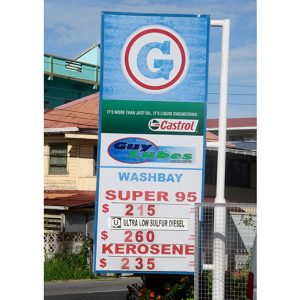 G
IT'S MORE THAN JUST OIL. IT'S LIQUID ENGINEERING.
Castrol
Guy
Lubes
WASHBAY
SUPER 95
$ 215
U ULTRA LOW SULFUR DIESEL
$ 260
KEROSENE
$ 235